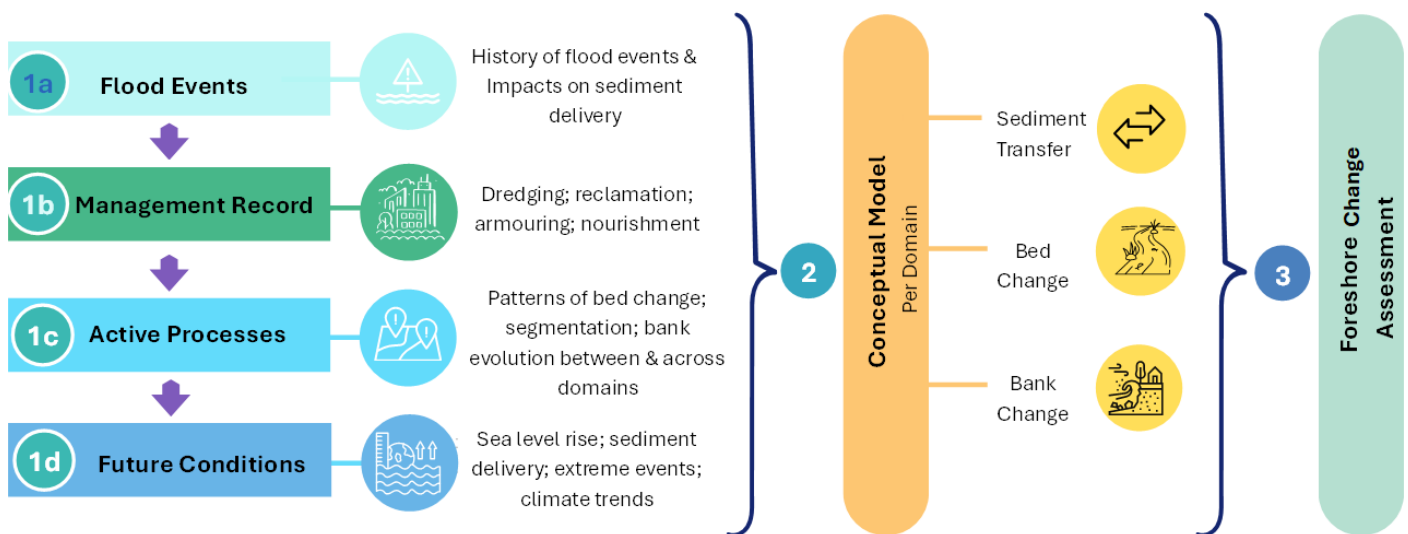 1a
Flood Events
History of flood events &
Impacts on sediment
delivery
1b
Management Record
Dredging; reclamation;
armouring; nourishment
1c
Active Processes
Patterns of bed change;
segmentation; bank
evolution between & across
domains
1d
Future Conditions
Sea level rise; sediment
delivery; extreme events;
climate trends
2
Conceptual Model
Per Domain
Sediment
Transfer
Bed
Change
Bank
Change
3
Foreshore Change
Assessment